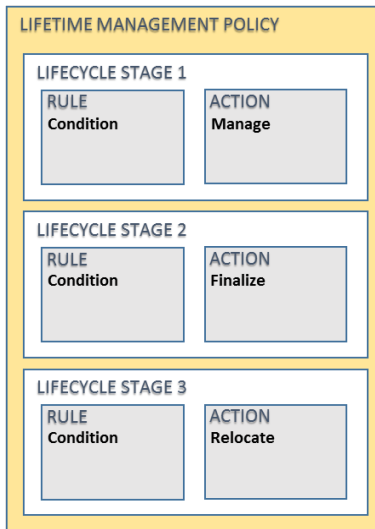 LIFETIME MANAGEMENT POLICY
LIFECYCLE STAGE 1
RULE
Condition
ACTION
Manage
LIFECYCLE STAGE 2
RULE
Condition
ACTION
Finalize
LIFECYCLE STAGE 3
RULE
Condition
ACTION
Relocate